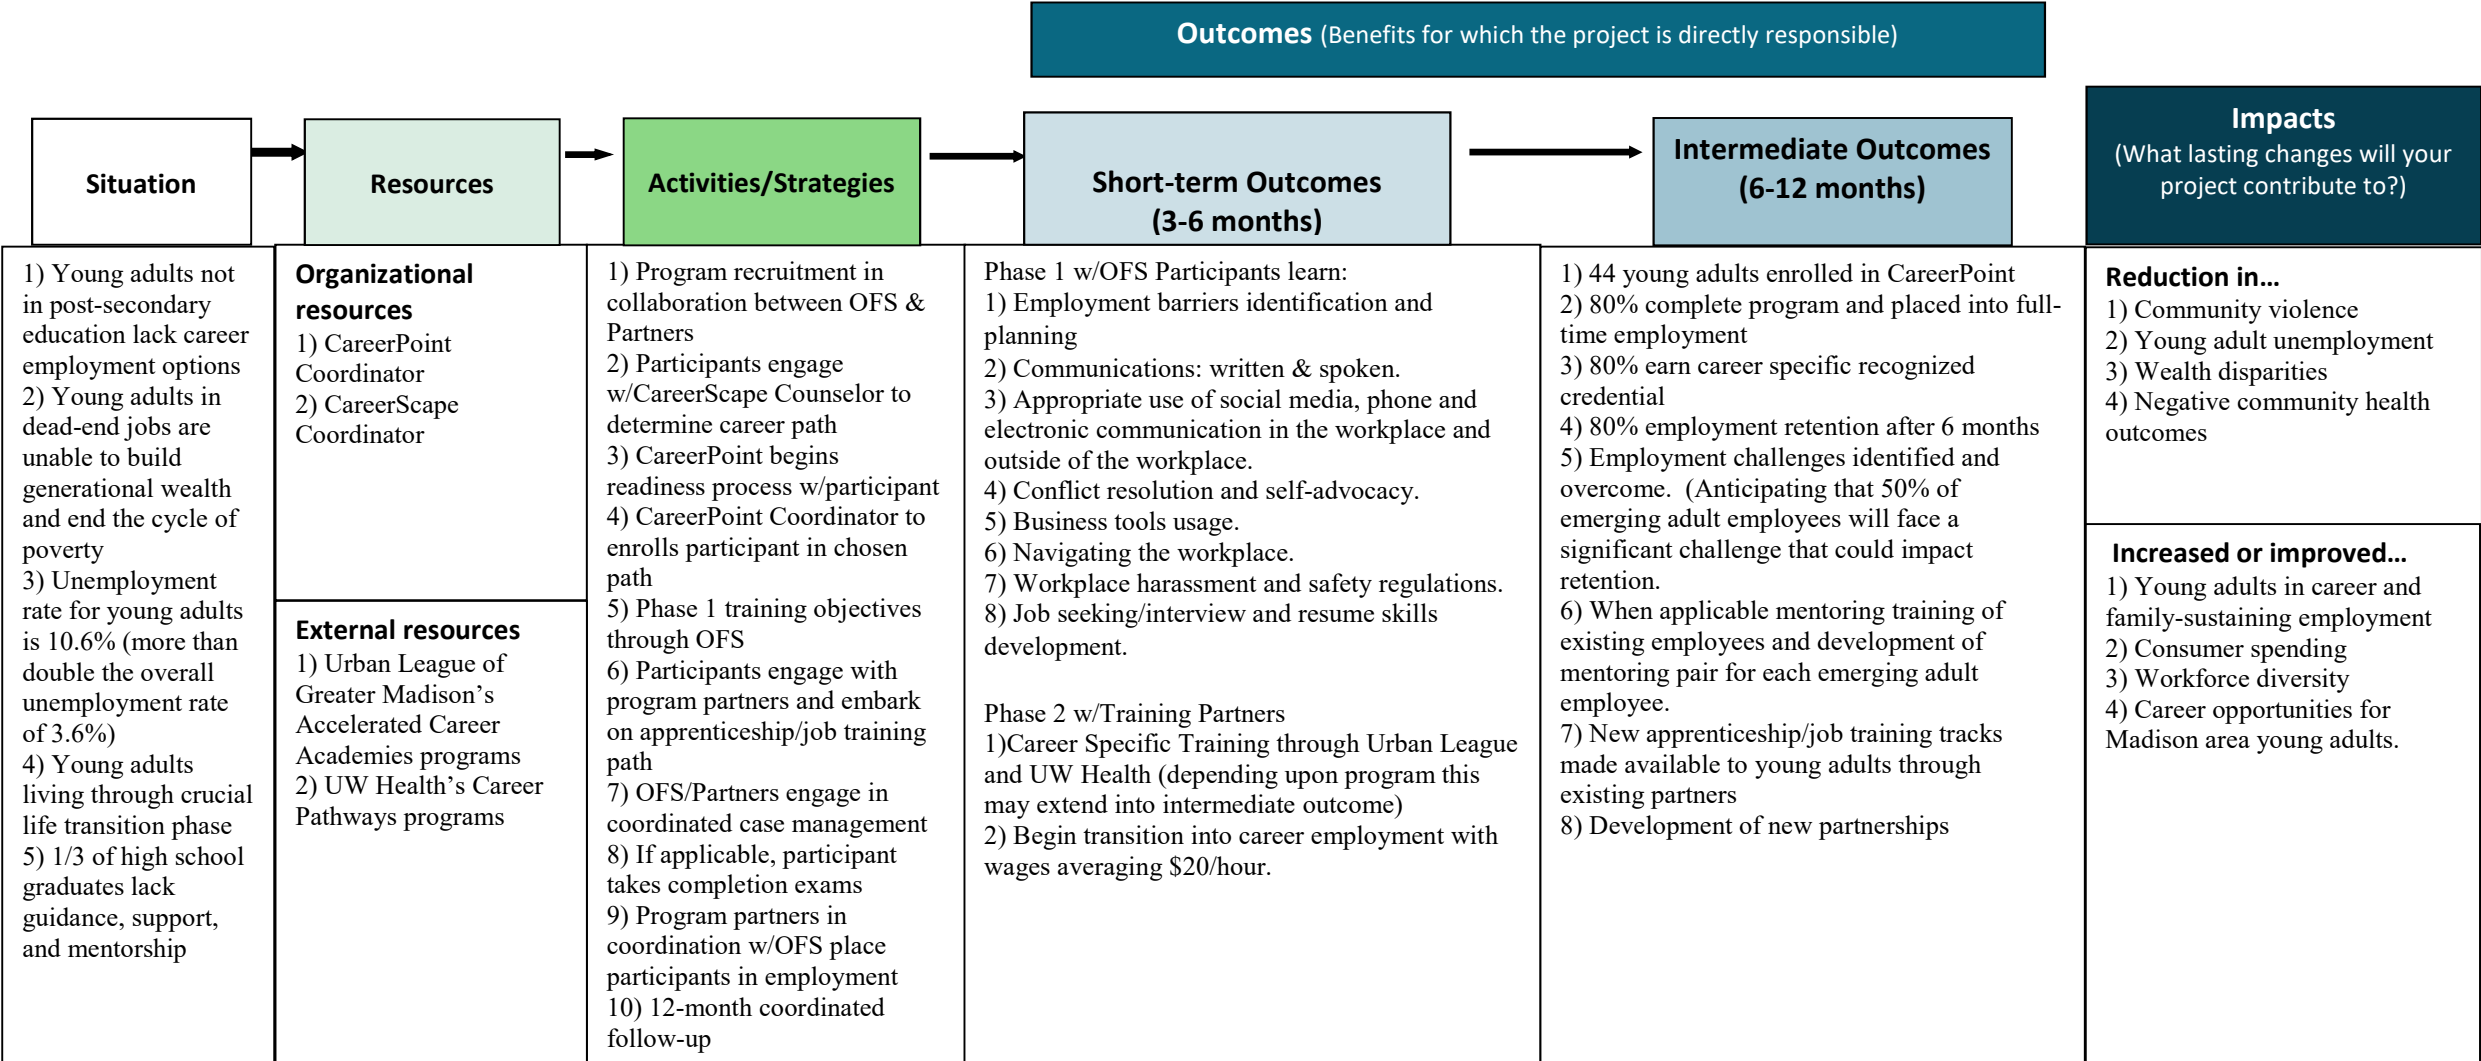 Outcomes (Benefits for which the project is directly responsible)
Situation
Resources
Activities/Strategies
Short-term Outcomes
(3-6 months)
Intermediate Outcomes
(6-12 months)
Impacts
(What lasting changes will your
project contribute to?)
1) Young adults not
in post-secondary
education lack career
employment options
2) Young adults in
dead-end jobs are
unable to build
generational wealth
and end the cycle of
poverty
3) Unemployment
rate for young adults
is 10.6% (more than
double the overall
unemployment rate
of 3.6%)
4) Young adults
living through crucial
life transition phase
5) 1/3 of high school
graduates lack
guidance, support,
and mentorship
Organizational
resources
1) CareerPoint
Coordinator
2) CareerScape
Coordinator
External resources
1) Urban League of
Greater Madison’s
Accelerated Career
Academies programs
2) UW Health’s Career
Pathways programs
1) Program recruitment in
collaboration between OFS &
Partners
2) Participants engage
w/CareerScape Counselor to
determine career path
3) CareerPoint begins
readiness process w/participant
4) CareerPoint Coordinator to
enrolls participant in chosen
path
5) Phase 1 training objectives
through OFS
6) Participants engage with
program partners and embark
on apprenticeship/job training
path
7) OFS/Partners engage in
coordinated case management
8) If applicable, participant
takes completion exams
9) Program partners in
coordination w/OFS place
participants in employment
10) 12-month coordinated
follow-up
Phase 1 w/OFS Participants learn:
1) Employment barriers identification and
planning
2) Communications: written & spoken.
3) Appropriate use of social media, phone and
electronic communication in the workplace and
outside of the workplace.
4) Conflict resolution and self-advocacy.
5) Business tools usage.
6) Navigating the workplace.
7) Workplace harassment and safety regulations.
8) Job seeking/interview and resume skills
development.
Phase 2 w/Training Partners
1)Career Specific Training through Urban League
and UW Health (depending upon program this
may extend into intermediate outcome)
2) Begin transition into career employment with
wages averaging $20/hour.
1) 44 young adults enrolled in CareerPoint
2) 80% complete program and placed into full-
time employment
3) 80% earn career specific recognized
credential
4) 80% employment retention after 6 months
5) Employment challenges identified and
overcome.  (Anticipating that 50% of
emerging adult employees will face a
significant challenge that could impact
retention.
6) When applicable mentoring training of
existing employees and development of
mentoring pair for each emerging adult
employee.
7) New apprenticeship/job training tracks
made available to young adults through
existing partners
8) Development of new partnerships
Reduction in…
1) Community violence
2) Young adult unemployment
3) Wealth disparities
4) Negative community health
outcomes
Increased or improved…
1) Young adults in career and
family-sustaining employment
2) Consumer spending
3) Workforce diversity
4) Career opportunities for
Madison area young adults.